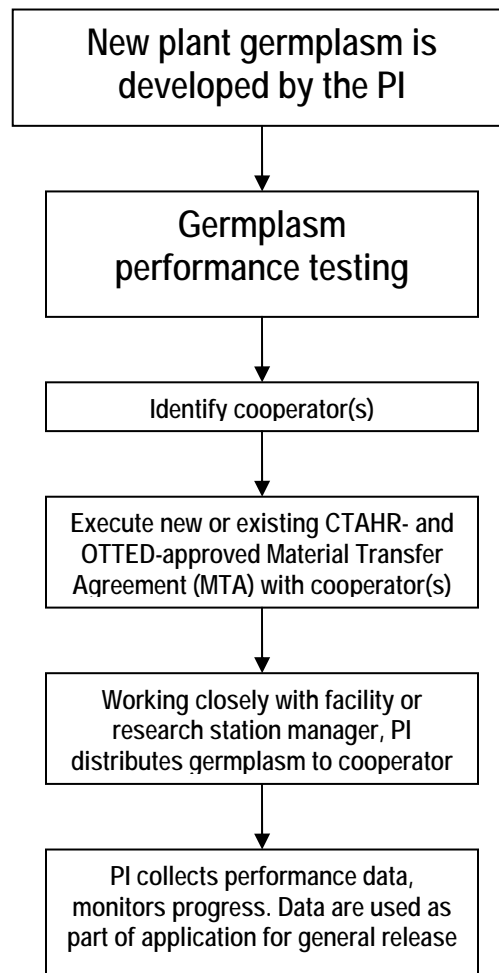 New plant germplasm is
developed by the PI
Germplasm
performance testing
Identify cooperator(s)
Execute new or existing CTAHR- and
OTTED-approved Material Transfer
Agreement (MTA) with cooperator(s)
Working closely with facility or
research station manager, PI
distributes germplasm to cooperator
PI collects performance data,
monitors progress. Data are used as
part of application for general release